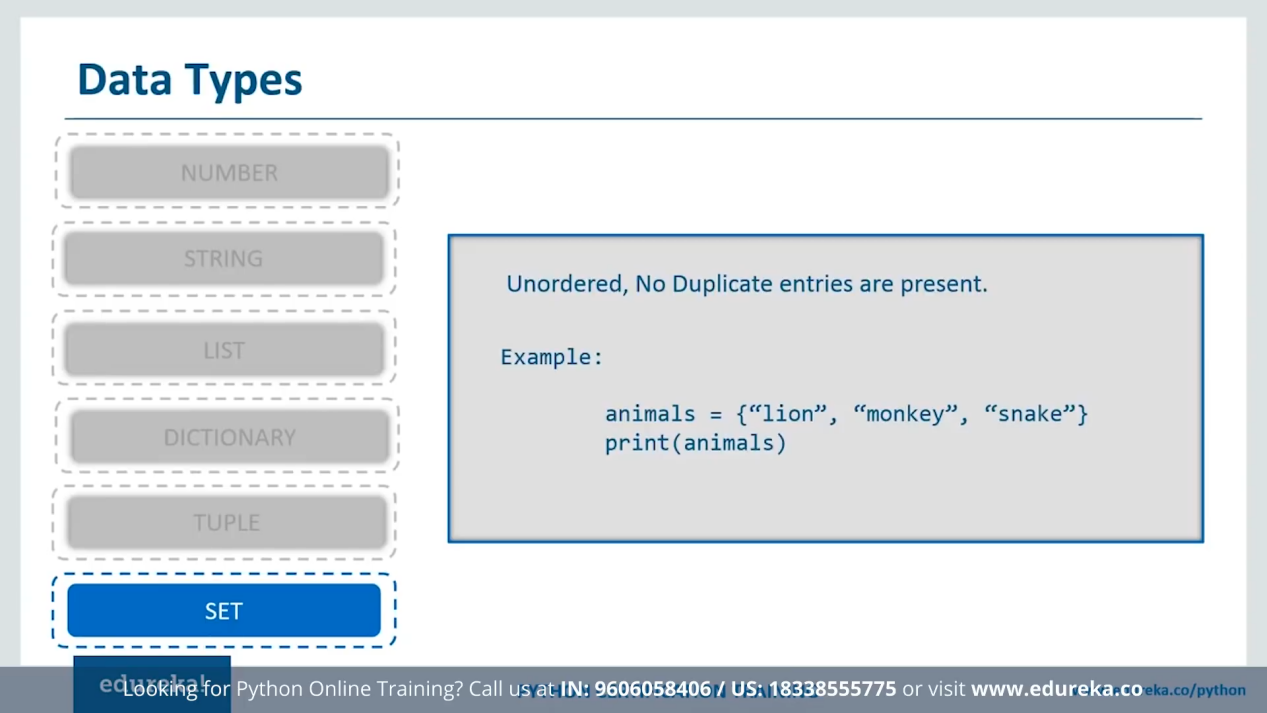 Data Types
NUMBER
STRING
LIST
DICTIONARY
TUPLE
SET
Unordered, No Duplicate entries are present.
Example:
animals = {“lion”, “monkey”, “snake”}
print(animals)
edureka!
Looking for Python Online Training? Call us at IN: 9606058406 / US: 18338555775 or visit www.edureka.co